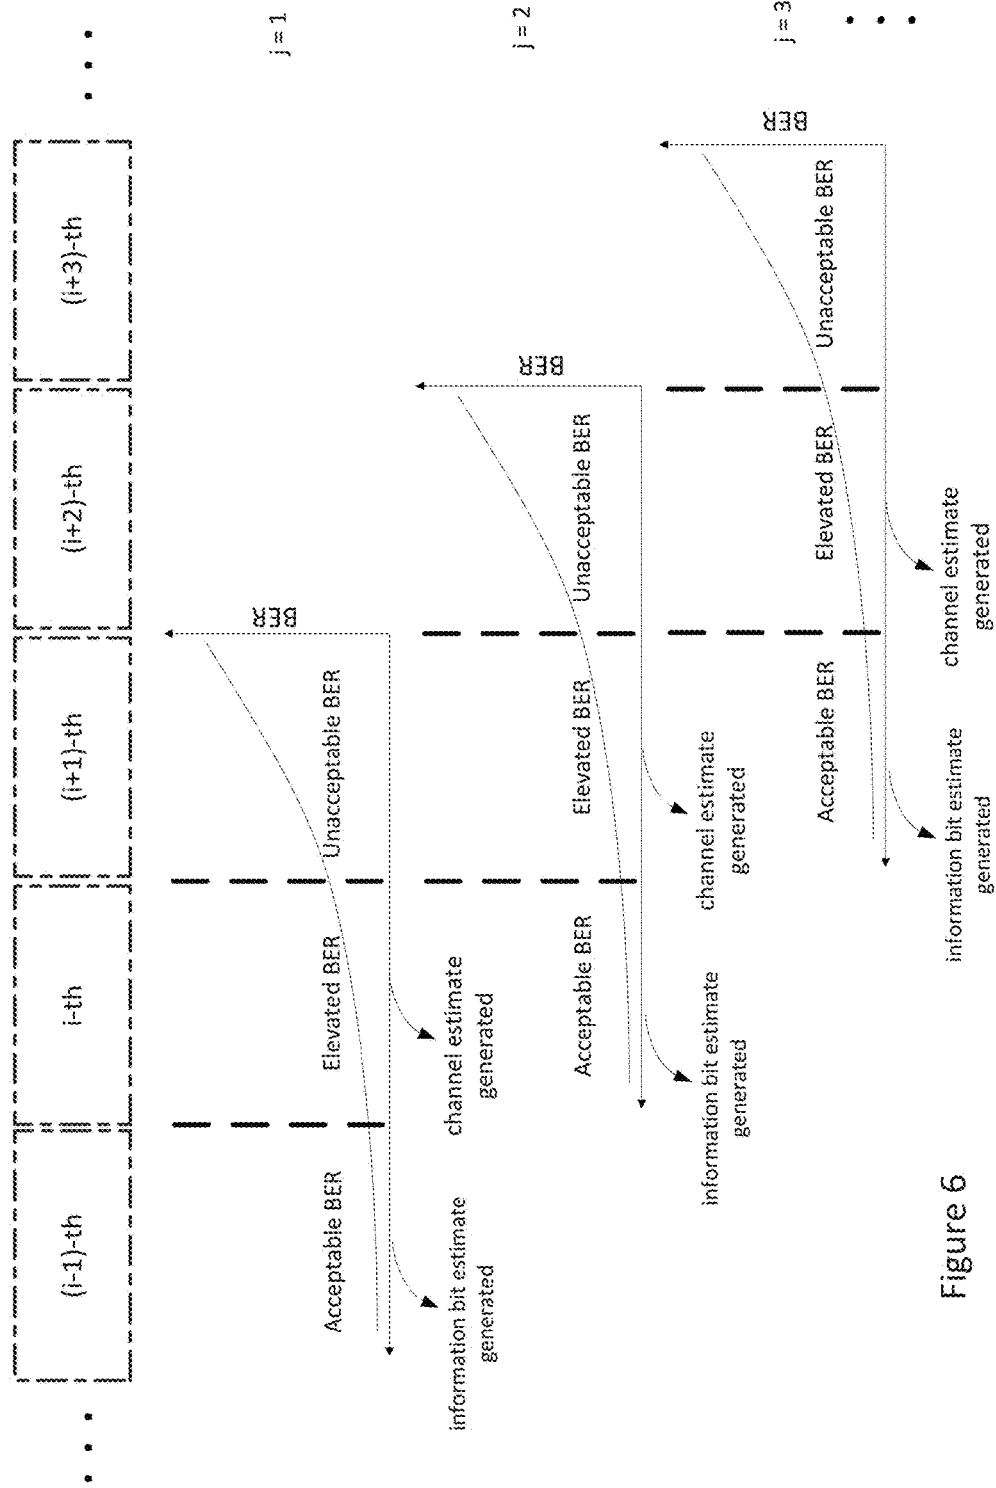 (i-1)-th
i-th
(i+1)-th
(i+2)-th
(i+3)-th
j = 1
BER
Acceptable BER
Elevated BER
Unacceptable BER
information bit estimate
generated
channel estimate
generated
j = 2
BER
Acceptable BER
Elevated BER
Unacceptable BER
information bit estimate
generated
channel estimate
generated
j = 3
BER
Acceptable BER
Elevated BER
Unacceptable BER
information bit estimate
generated
channel estimate
generated
Figure 6